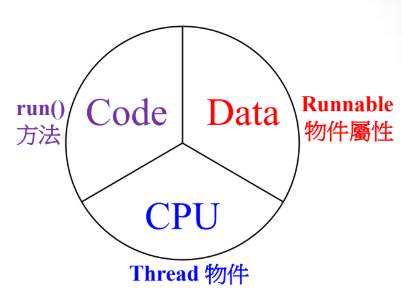 run()
方法
Code
Data
Runnable
物件屬性
CPU
Thread 物件